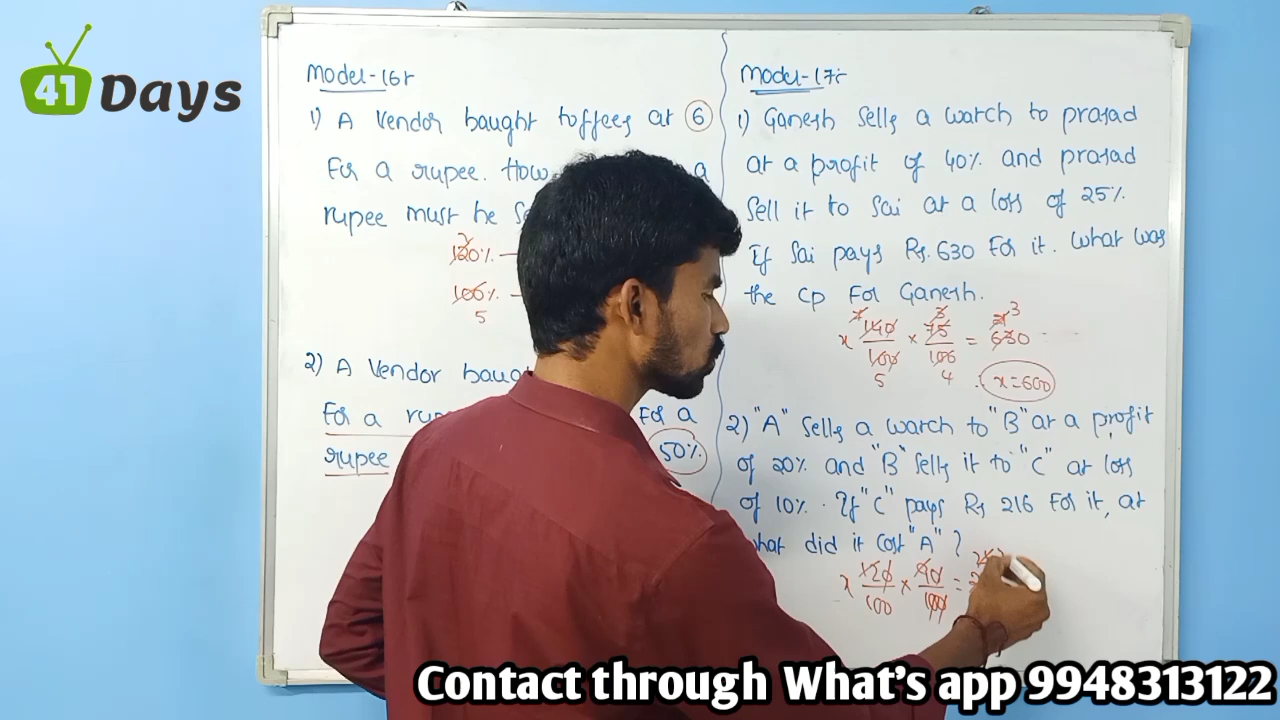 41 Days
Model-16:-
1) A Vendor baught toffees at 6
For a rupee. How a
rupee must he
120% —
100% —
5
2) A Vendor
For a For a
rupee 50%
Model-17:-
1) Ganesh Sells a watch to prasad
at a profit of 40% and prasad
Sell it to Sai at a loss of 25%.
If Sai pays Rs. 630 For it. What was
the CP For Ganesh.
7 3 21 3
x 140/100 × 75/100 = 630
5 4
x=600
2) "A" Sells a watch to "B" at a profit
of 20% and "B" Sells it to "C" at loss
of 10%. If "C" pays Rs 216 For it, at
what did it cost "A" ?
x 120/100 × 90/100 =
Contact through What's app 9948313122